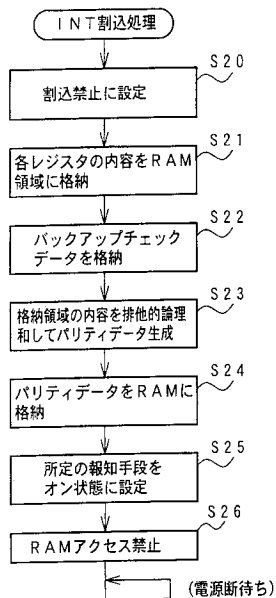 INT割込処理
S20
割込禁止に設定
S21
各レジスタの内容をRAM
領域に格納
S22
バックアップチェック
データを格納
S23
格納領域の内容を排他的論理
和してパリティデータ生成
S24
パリティデータをRAMに
格納
S25
所定の報知手段を
オン状態に設定
S26
RAMアクセス禁止
(電源断待ち)